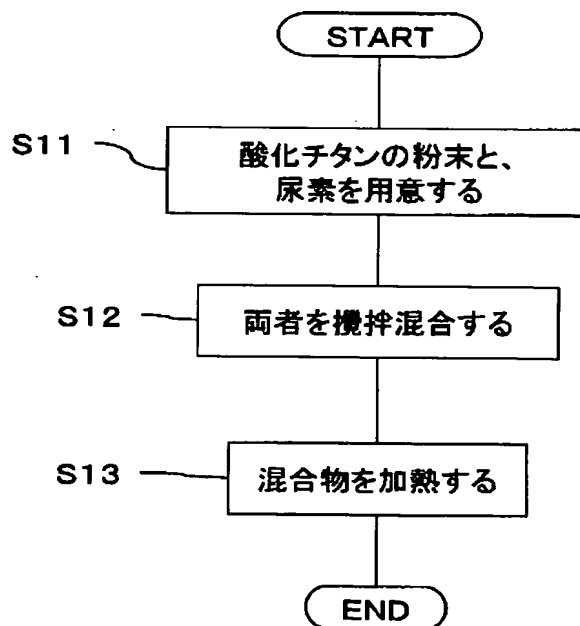 START
S11
酸化チタンの粉末と、
尿素を用意する
S12
両者を攪拌混合する
S13
混合物を加熱する
END